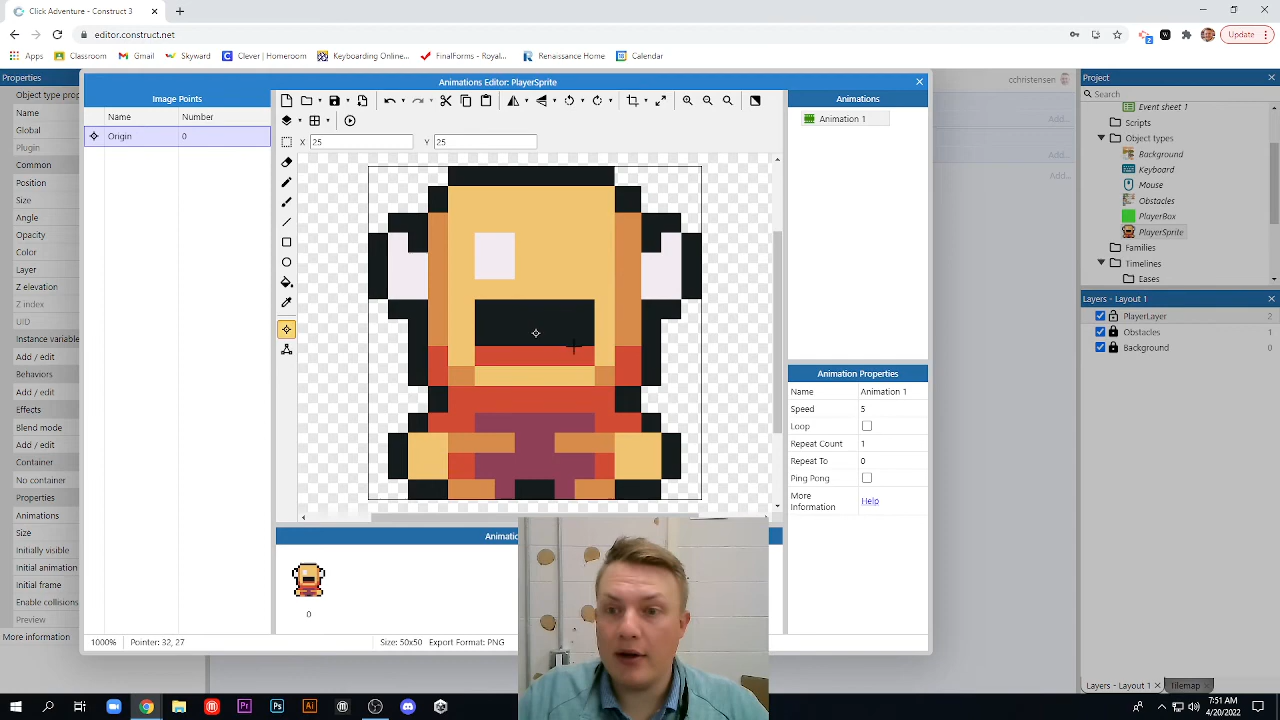 Click Adventure - Construct 3
editor.construct.net
Update
Apps
Classroom
Gmail
Skyward
Clever | Homeroom
Keyboarding Online...
FinalForms - Royal...
Renaissance Home
Calendar
Properties
Animations Editor: PlayerSprite
cchristensen
Project
Search
Image Points
Name
Number
Origin
0
X
25
Y
25
Animations
Animation 1
Event sheet 1
Scripts
Object types
Background
Keyboard
Mouse
Obstacles
PlayerBox
PlayerSprite
Families
Timelines
Eases
Add...
Add...
Add...
Object type prop
Name
Global
Plugin
Common
Position
Size
Angle
Opacity
Color
Layer
Z elevation
Z index
UID
Instance variable
Add / edit
Behaviors
Add / edit
Effects
Blend mode
Add / edit
Container
No container
Properties
Animations
Size
Initially visible
Initial animation
Initial frame
Enable collisions
Preview
More information
Layers - Layout 1
PlayerLayer
2
Obstacles
1
Background
0
Animation Properties
Name
Animation 1
Speed
5
Loop
Repeat Count
1
Repeat To
0
Ping Pong
More Information
Help
0
1000%
Pointer: 32, 27
Size: 50x50
Export Format: PNG
Layers - Layout 1
Tilemap
7:51 AM
4/20/2022